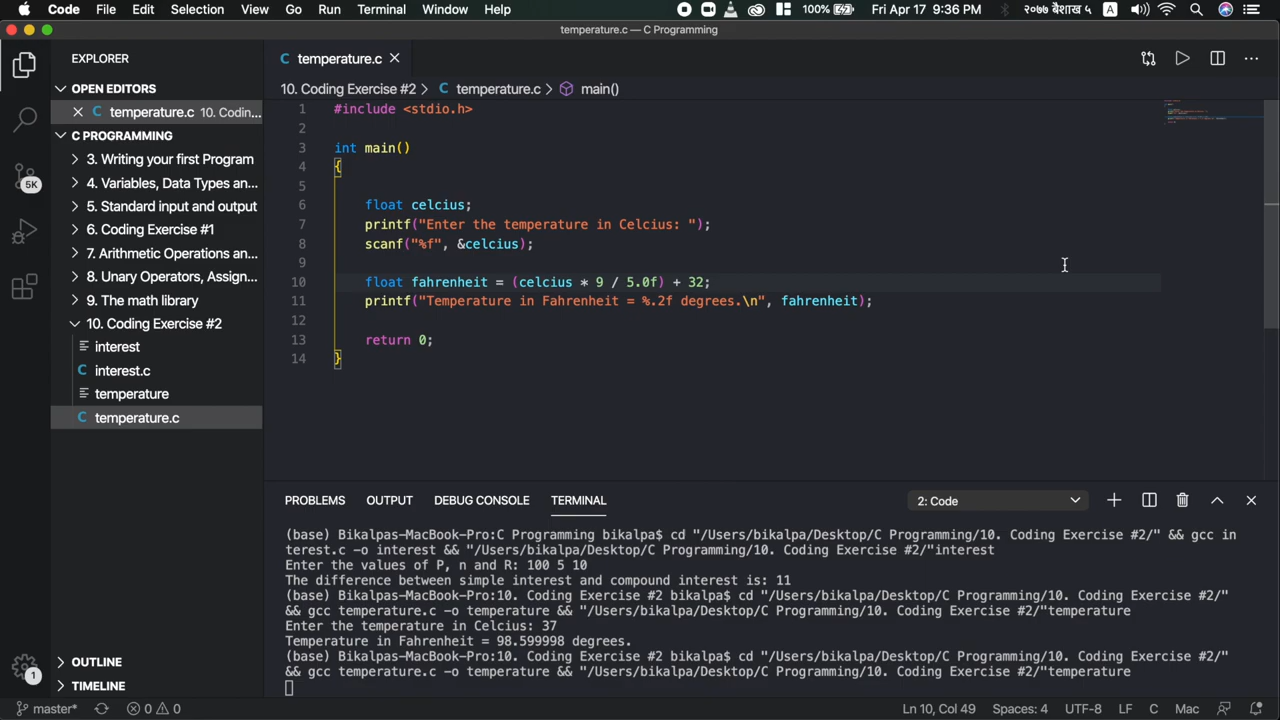 Code File Edit Selection View Go Run Terminal Window Help 100% Fri Apr 17 9:36 PM २०७७ बैशाख ५ A
temperature.c — C Programming
EXPLORER
OPEN EDITORS
temperature.c 10. Codin...
C PROGRAMMING
3. Writing your first Program
4. Variables, Data Types an...
5. Standard input and output
6. Coding Exercise #1
7. Arithmetic Operations an...
8. Unary Operators, Assign...
9. The math library
10. Coding Exercise #2
interest
C interest.c
temperature
C temperature.c
OUTLINE
TIMELINE
5K
1
C temperature.c
10. Coding Exercise #2 > C temperature.c > main()
1 #include <stdio.h>
2
3 int main()
4 {
5
6 float celcius;
7 printf("Enter the temperature in Celcius: ");
8 scanf("%f", &celcius);
9
10 float fahrenheit = (celcius * 9 / 5.0f) + 32;
11 printf("Temperature in Fahrenheit = %.2f degrees.\n", fahrenheit);
12
13 return 0;
14 }
PROBLEMS OUTPUT DEBUG CONSOLE TERMINAL 2: Code
(base) Bikalpas-MacBook-Pro:C Programming bikalpa$ cd "/Users/bikalpa/Desktop/C Programming/10. Coding Exercise #2/" && gcc in
terest.c -o interest && "/Users/bikalpa/Desktop/C Programming/10. Coding Exercise #2/"interest
Enter the values of P, n and R: 100 5 10
The difference between simple interest and compound interest is: 11
(base) Bikalpas-MacBook-Pro:10. Coding Exercise #2 bikalpa$ cd "/Users/bikalpa/Desktop/C Programming/10. Coding Exercise #2/"
&& gcc temperature.c -o temperature && "/Users/bikalpa/Desktop/C Programming/10. Coding Exercise #2/"temperature
Enter the temperature in Celcius: 37
Temperature in Fahrenheit = 98.599998 degrees.
(base) Bikalpas-MacBook-Pro:10. Coding Exercise #2 bikalpa$ cd "/Users/bikalpa/Desktop/C Programming/10. Coding Exercise #2/"
&& gcc temperature.c -o temperature && "/Users/bikalpa/Desktop/C Programming/10. Coding Exercise #2/"temperature
master* 0 0 Ln 10, Col 49 Spaces: 4 UTF-8 LF C Mac